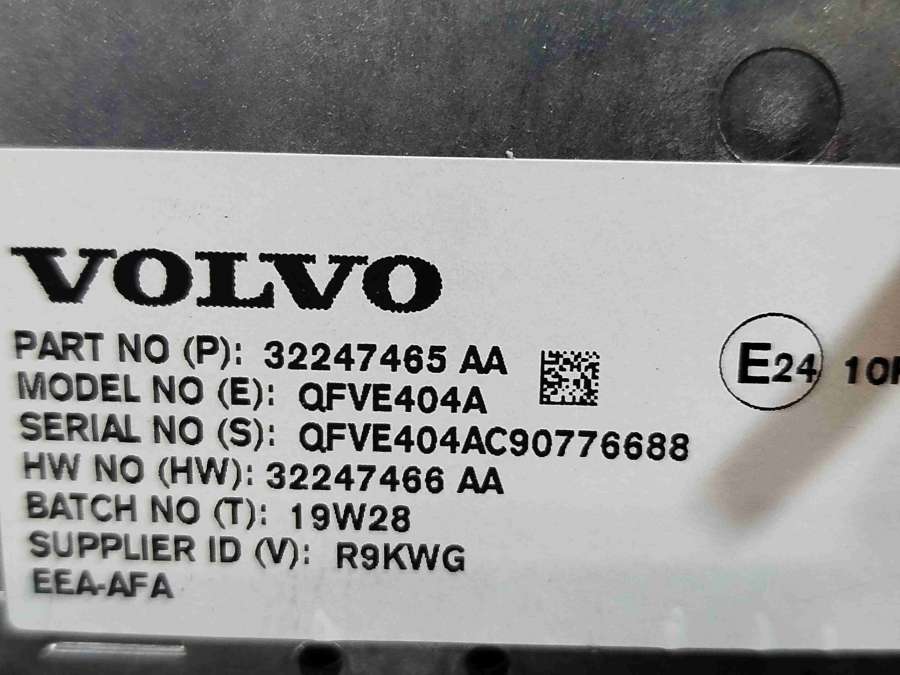 VOLVO
PART NO (P): 32247465 AA
MODEL NO (E): QFVE404A
SERIAL NO (S): QFVE404AC90776688
HW NO (HW): 32247466 AA
BATCH NO (T): 19W28
SUPPLIER ID (V): R9KWG
EEA-AFA
E24 10